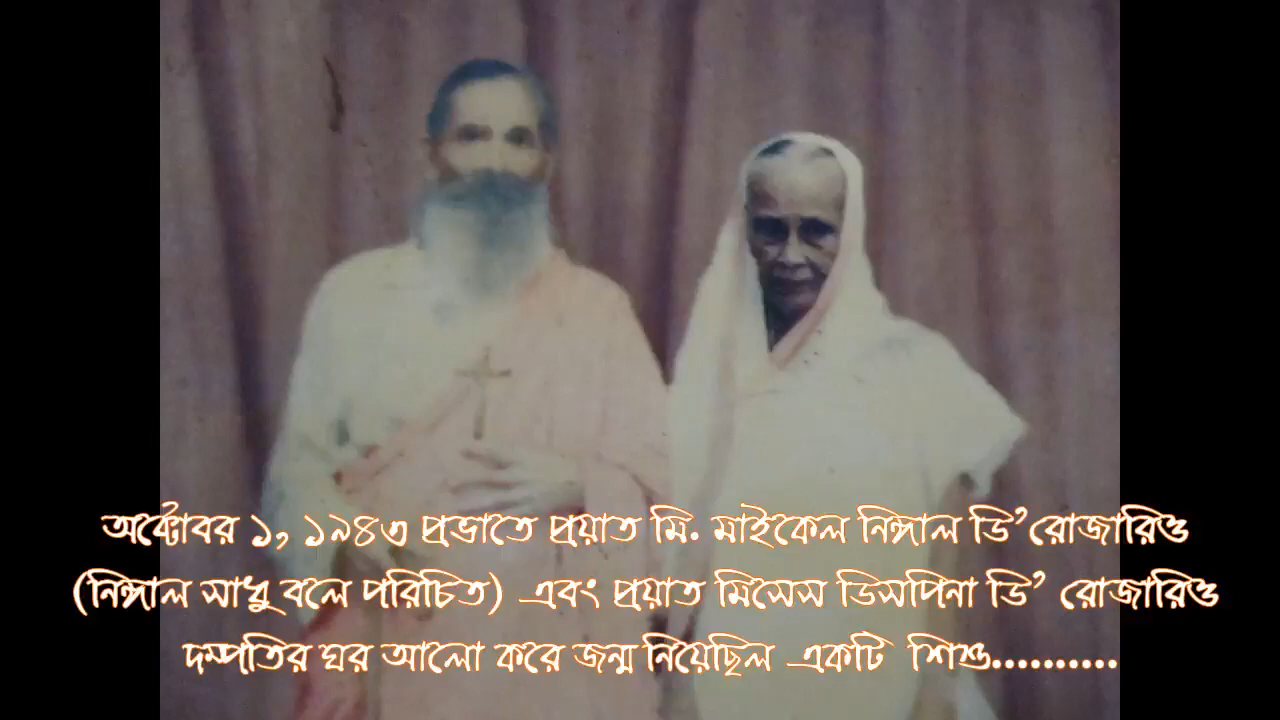 অক্টোবর ১, ১৯৪৩ প্রভাতে প্রয়াত মি. মাইকেল নিঙ্গাল ডি’রোজারিও
(নিঙ্গাল সাধু বলে পরিচিত) এবং প্রয়াত মিসেস ডিসপিনা ডি’ রোজারিও
দম্পতির ঘর আলো করে জন্ম নিয়েছিল একটি শিশু..........